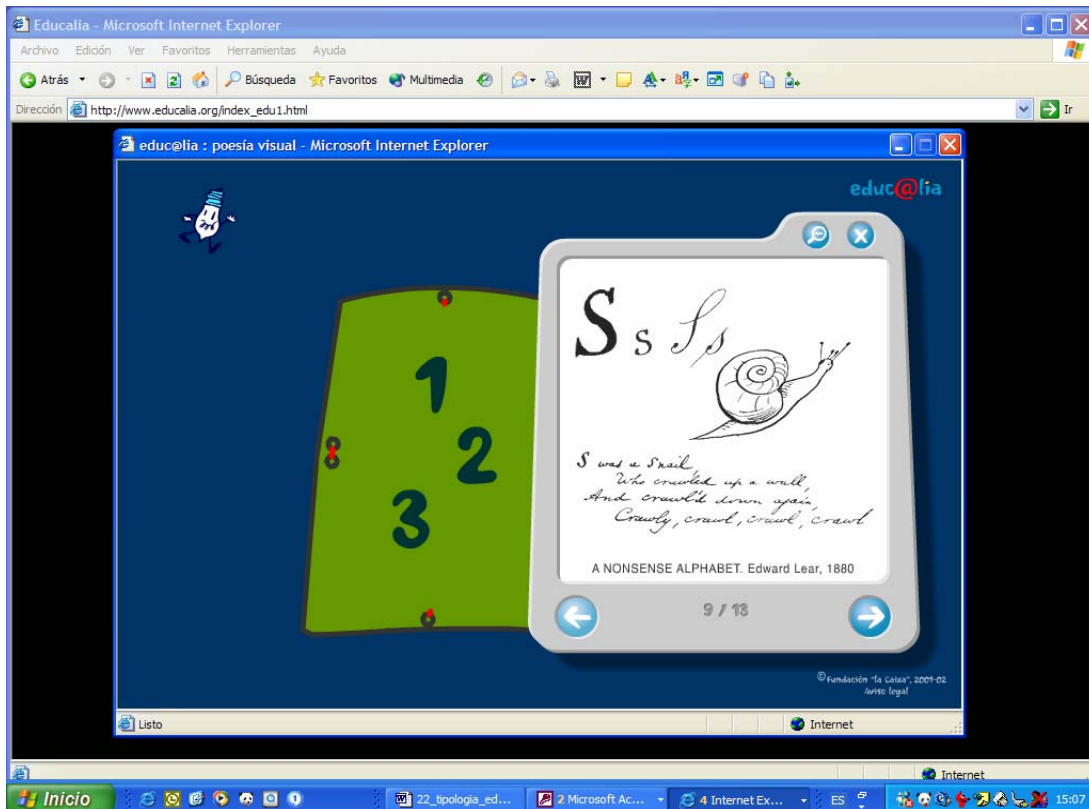 Educalia - Microsoft Internet Explorer
Archivo Edición Ver Favoritos Herramientas Ayuda
Atrás Búsqueda Favoritos Multimedia
Dirección http://www.educalia.org/index_edu1.html Ir
educ@lia : poesía visual - Microsoft Internet Explorer
educ@lia
1
2
3
S s S s
S was a Snail,
Who crawled up a wall,
And crawl'd down again,
Crawly, crawl, crawl, crawl
A NONSENSE ALPHABET. Edward Lear, 1880
9 / 13
© Fundación "la Caixa", 2001-02
Aviso legal
Listo Internet
Internet
Inicio 22_tipologia_ed... 2 Microsoft Ac... 4 Internet Ex... ES 15:07